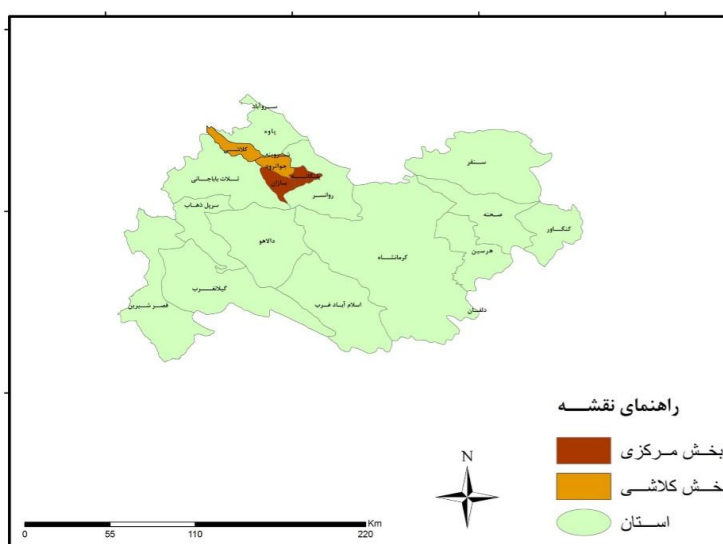 سروآباد
پاوه
کلاشی
جوانرود
سنقر
ثلاث باباجانی
روانسر
سرپل ذهاب
صحنه
کنگاور
دالاهو
کرمانشاه
هرسین
گیلانغرب
اسلام آباد غرب
قصر شیرین
دلفان
راهنمای نقشه
بخش مرکزی
خش کلاشی
استان
N
Km
0 55 110 220